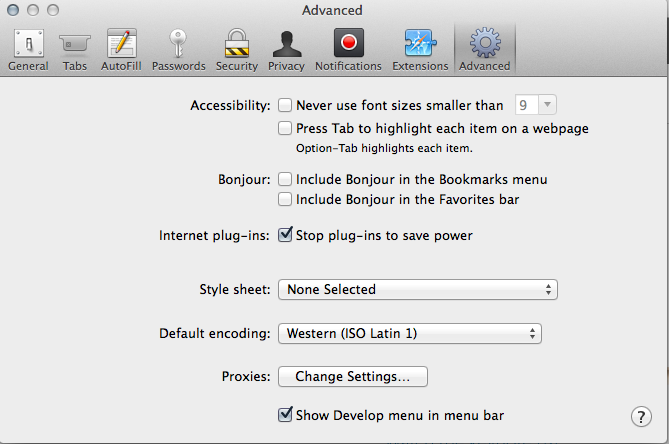 Advanced
General Tabs AutoFill Passwords Security Privacy Notifications Extensions Advanced
Accessibility: Never use font sizes smaller than 9
Press Tab to highlight each item on a webpage
Option-Tab highlights each item.
Bonjour: Include Bonjour in the Bookmarks menu
Include Bonjour in the Favorites bar
Internet plug-ins: Stop plug-ins to save power
Style sheet: None Selected
Default encoding: Western (ISO Latin 1)
Proxies: Change Settings...
Show Develop menu in menu bar
?